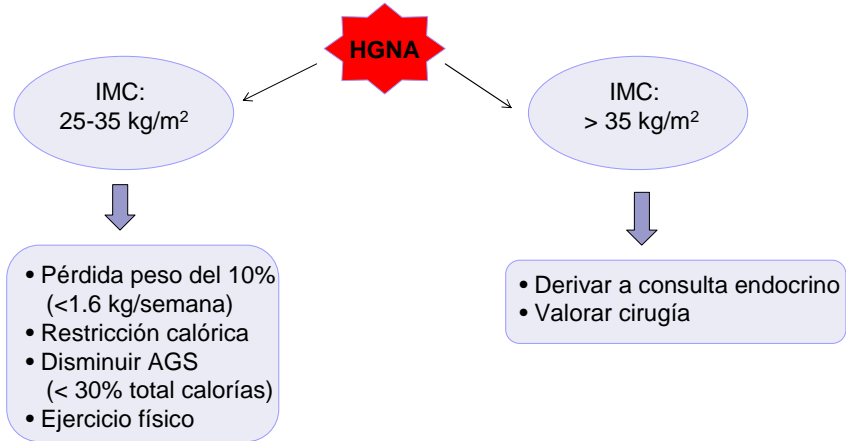 HGNA
IMC:
25-35 kg/m²
IMC:
> 35 kg/m²
• Pérdida peso del 10%
(<1.6 kg/semana)
• Restricción calórica
• Disminuir AGS
(< 30% total calorías)
• Ejercicio físico
• Derivar a consulta endocrino
• Valorar cirugía